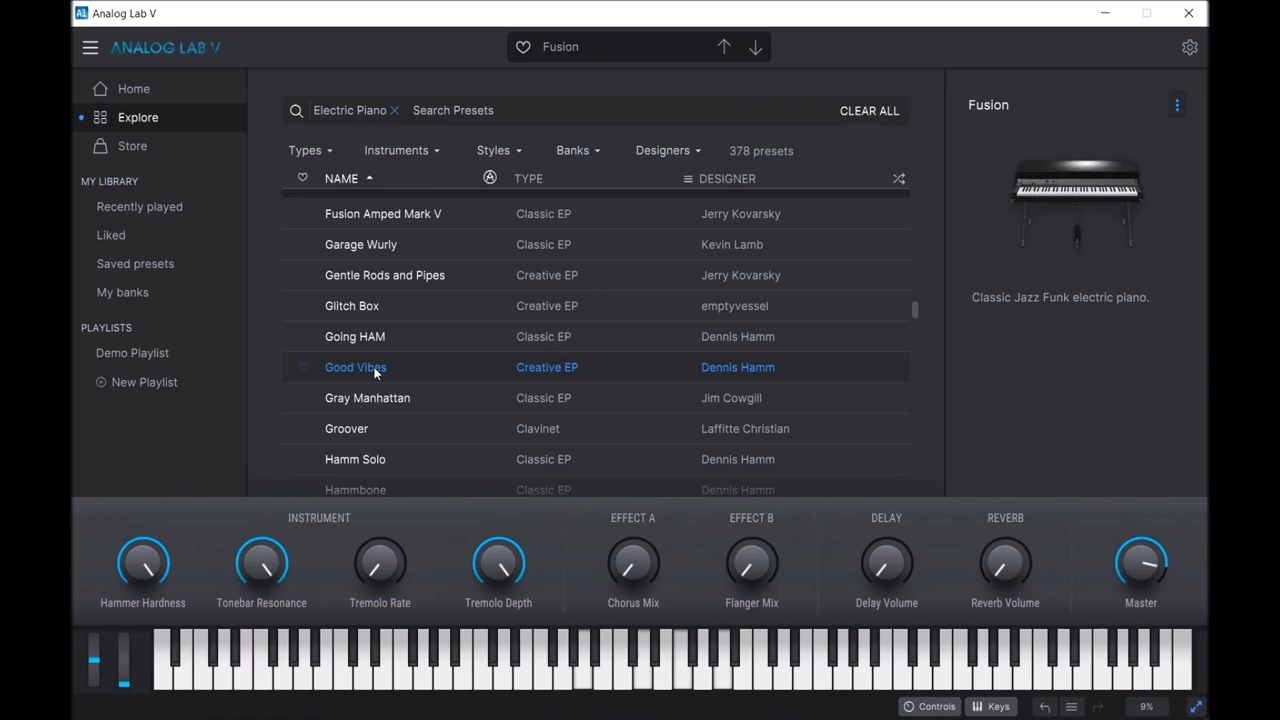 Analog Lab V
ANALOG LAB V
Fusion
Home
Explore
Store
MY LIBRARY
Recently played
Liked
Saved presets
My banks
PLAYLISTS
Demo Playlist
New Playlist
Electric Piano Search Presets CLEAR ALL
Types Instruments Styles Banks Designers 378 presets
NAME TYPE DESIGNER
Fusion Amped Mark V Classic EP Jerry Kovarsky
Garage Wurly Classic EP Kevin Lamb
Gentle Rods and Pipes Creative EP Jerry Kovarsky
Glitch Box Creative EP emptyvessel
Going HAM Classic EP Dennis Hamm
Good Vibes Creative EP Dennis Hamm
Gray Manhattan Classic EP Jim Cowgill
Groover Clavinet Laffitte Christian
Hamm Solo Classic EP Dennis Hamm
Hammbone Classic EP Dennis Hamm
Fusion
Classic Jazz Funk electric piano.
INSTRUMENT EFFECT A EFFECT B DELAY REVERB
Hammer Hardness Tonebar Resonance Tremolo Rate Tremolo Depth Chorus Mix Flanger Mix Delay Volume Reverb Volume Master
Controls Keys 9%